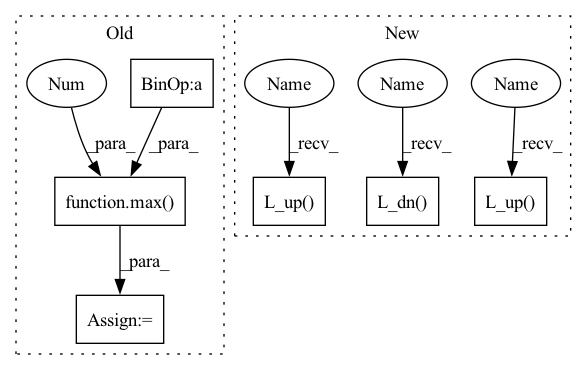 Old
New
Num
BinOp:a
Name
Name
Name
_para_
_para_
_recv_
_recv_
_recv_
function.max()
L_up()
L_dn()
L_up()
_para_
Assign:=